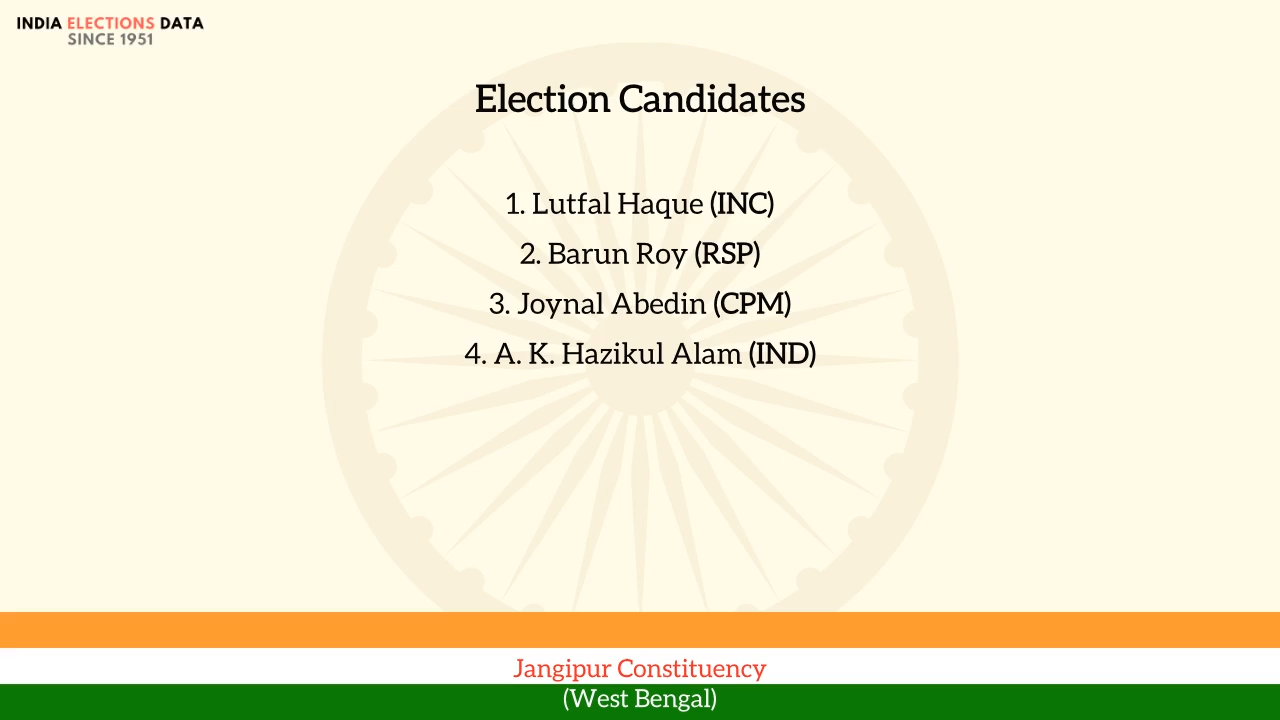 INDIA ELECTIONS DATA
SINCE 1951
Election Candidates
1. Lutfal Haque (INC)
2. Barun Roy (RSP)
3. Joynal Abedin (CPM)
4. A. K. Hazikul Alam (IND)
Jangipur Constituency
(West Bengal)